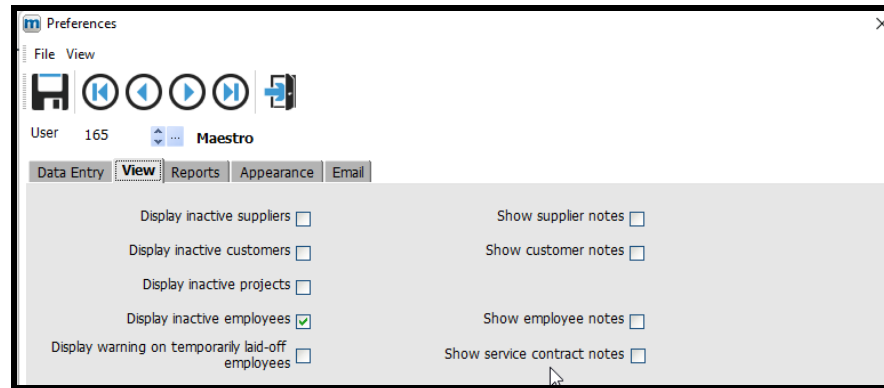 m Preferences
File View
User 165 ... Maestro
Data Entry View Reports Appearance Email
Display inactive suppliers Show supplier notes
Display inactive customers Show customer notes
Display inactive projects
Display inactive employees Show employee notes
Display warning on temporarily laid-off
employees Show service contract notes